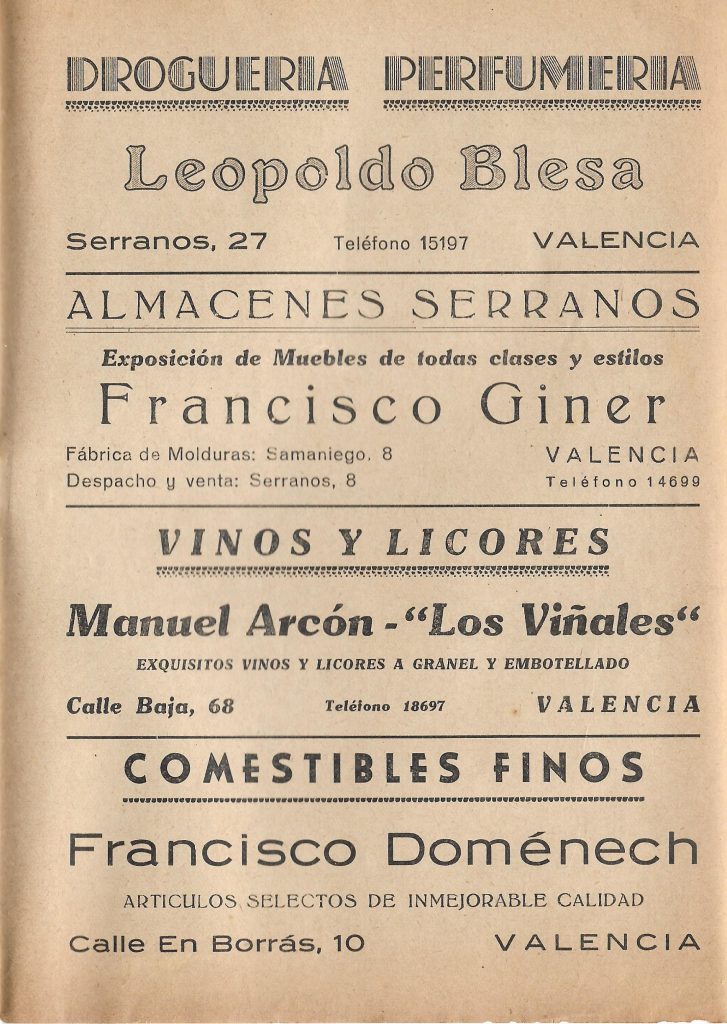 DROGUERIA PERFUMERIA
Leopoldo Blesa
Serranos, 27 Teléfono 15197 VALENCIA
ALMACENES SERRANOS
Exposición de Muebles de todas clases y estilos
Francisco Giner
Fábrica de Molduras: Samaniego, 8 VALENCIA
Despacho y venta: Serranos, 8 Teléfono 14699
VINOS Y LICORES
Manuel Arcón - “Los Viñales“
EXQUISITOS VINOS Y LICORES A GRANEL Y EMBOTELLADO
Calle Baja, 68 Teléfono 18697 VALENCIA
COMESTIBLES FINOS
Francisco Doménech
ARTICULOS SELECTOS DE INMEJORABLE CALIDAD
Calle En Borrás, 10 VALENCIA